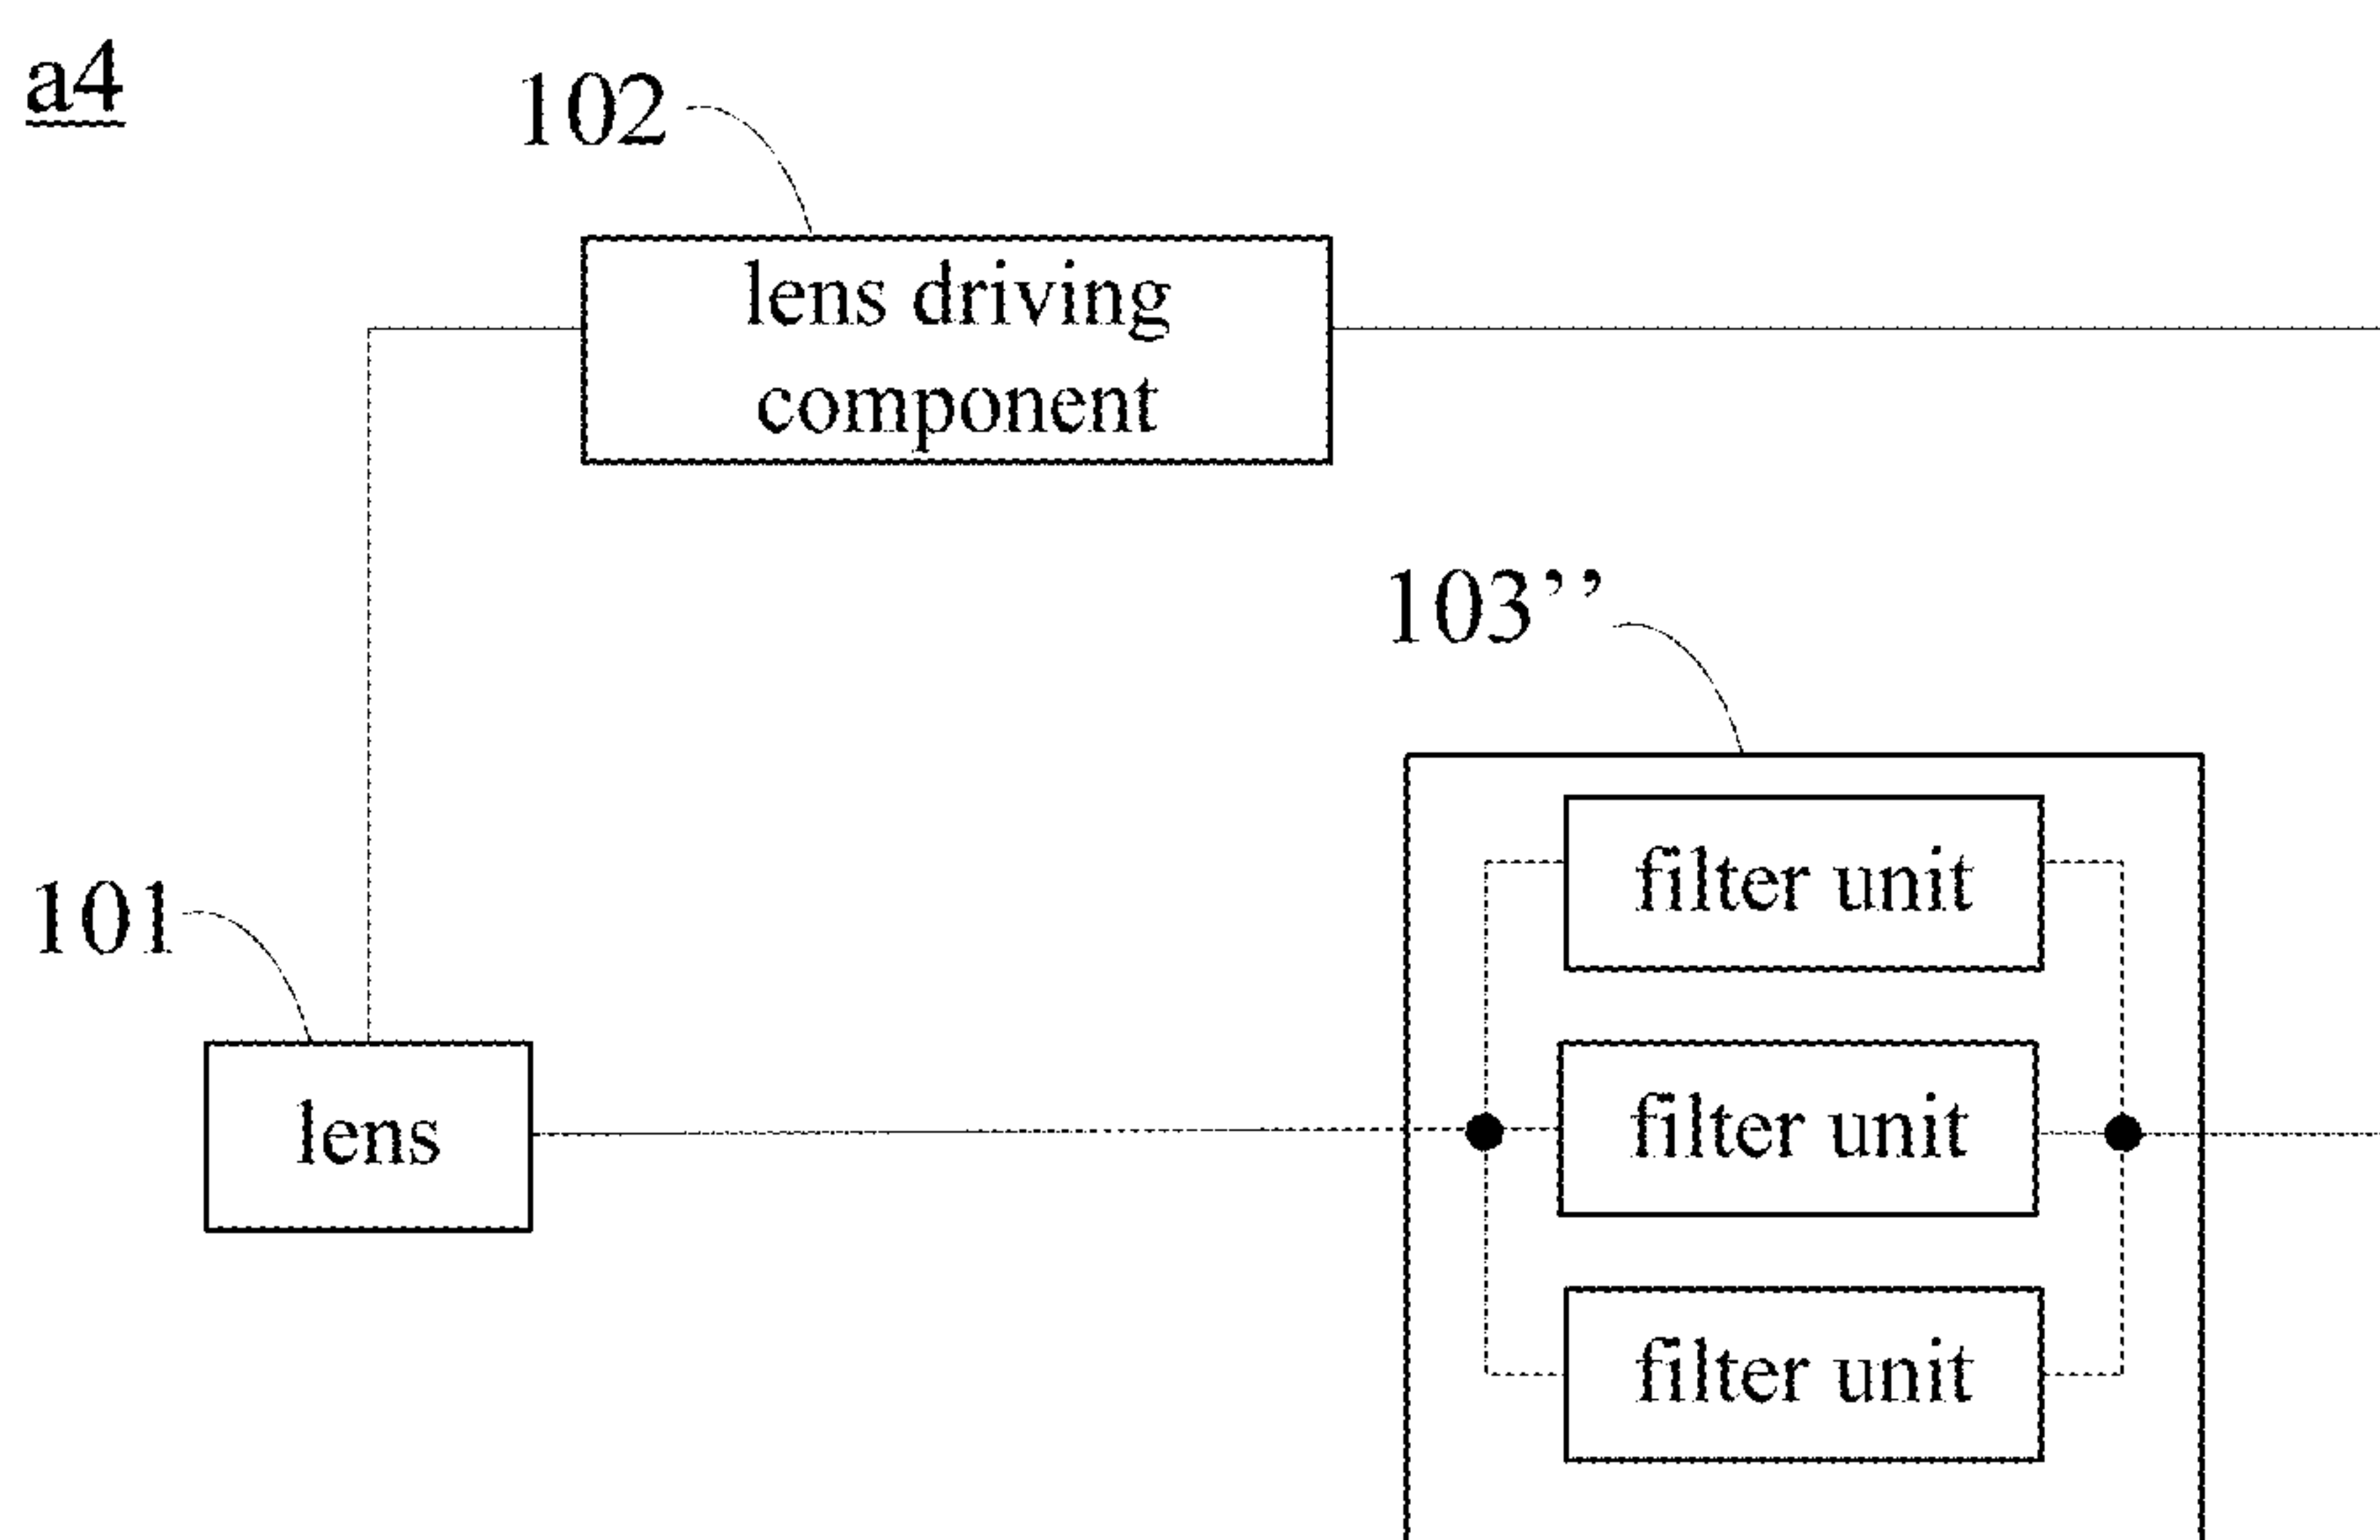 a4
102
lens driving
component
103’’
filter unit
101
lens
filter unit
filter unit